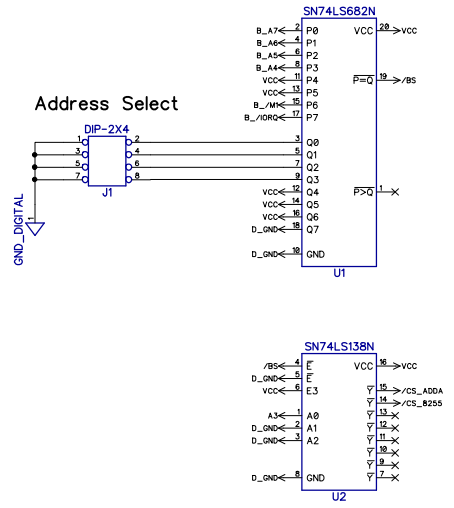 SN74LS682N
B_A7 2 P0 VCC 20 VCC
B_A6 4 P1
B_A5 6 P2
B_A4 8 P3
VCC 11 P4 P=Q 19 /BS
VCC 13 P5
B_/M1 15 P6
B_/IORQ 17 P7
Address Select
DIP-2X4
1 2 3 Q0
3 4 5 Q1
5 6 7 Q2
7 8 9 Q3
J1
VCC 12 Q4 P>Q 1
VCC 14 Q5
VCC 16 Q6
D_GND 18 Q7
1
GND_DIGITAL
D_GND 10 GND
U1
SN74LS138N
/BS 4 E VCC 16 VCC
D_GND 5 E
VCC 6 E3 Y 15 /CS_ADDA
Y 14 /CS_8255
A3 1 A0 Y 13
D_GND 2 A1 Y 12
D_GND 3 A2 Y 11
Y 10
Y 9
D_GND 8 GND Y 7
U2